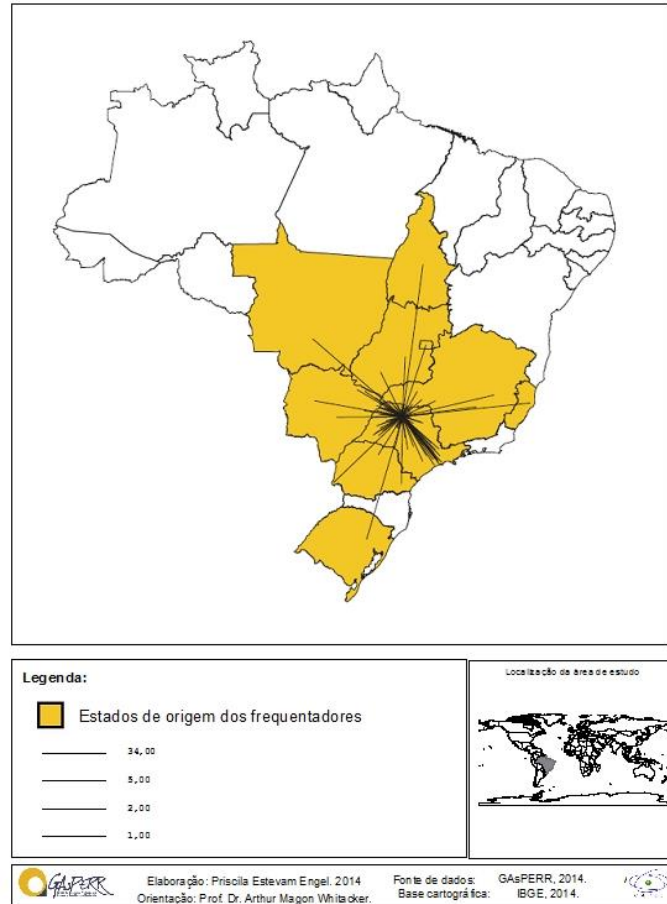 Legenda:
Estados de origem dos frequentadores
34,00
5,00
2,00
1,00
Localização da área de estudo
GAsPERR
Elaboração: Priscila Estevam Engel. 2014
Orientação: Prof. Dr. Arthur Magon Whitacker.
Fonte de dados: GAsPERR, 2014.
Base cartográfica: IBGE, 2014.